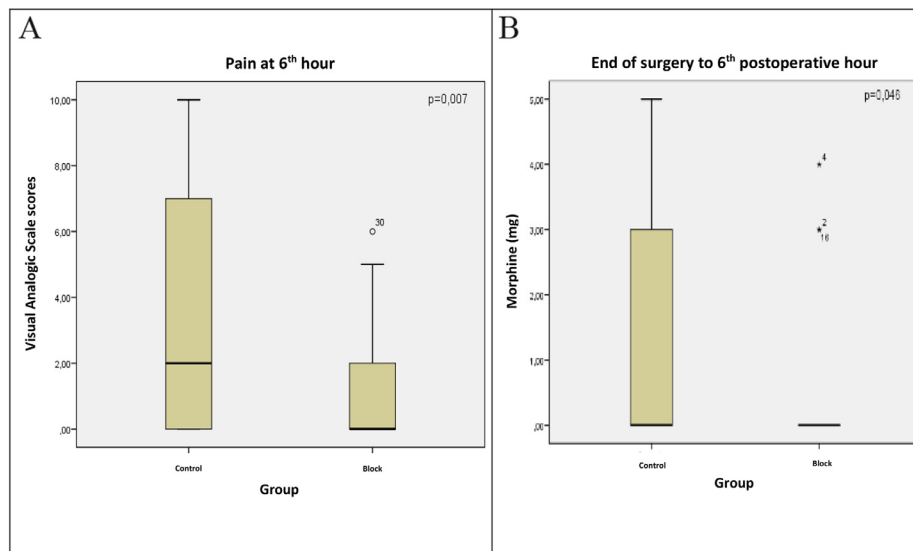 A
Pain at 6th hour
p=0,007
10,00
8,00
6,00
4,00
2,00
,00
30
Visual Analogic Scale scores
Control
Block
Group
B
End of surgery to 6th postoperative hour
p=0,046
5,00
4,00
3,00
2,00
1,00
,00
4
2
16
Morphine (mg)
Control
Block
Group